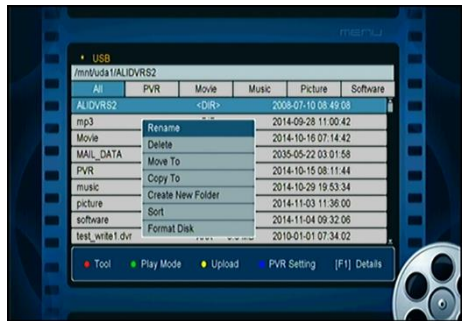 menu
USB
/mnt/uda1/ALIDVRS2
All PVR Movie Music Picture Software
ALIDVRS2 <DIR> 2008-07-10 08:49:08
mp3 2014-09-28 11:00:42
Movie 2014-10-16 07:14:42
MAIL_DATA 2035-05-22 03:01:58
PVR 2014-10-15 08:11:44
music 2014-10-29 19:53:34
picture 2014-11-03 11:36:00
software 2014-11-04 09:32:06
test_write1.dvr 2010-01-01 07:34:02
Rename
Delete
Move To
Copy To
Create New Folder
Sort
Format Disk
Tool Play Mode Upload PVR Setting [F1] Details